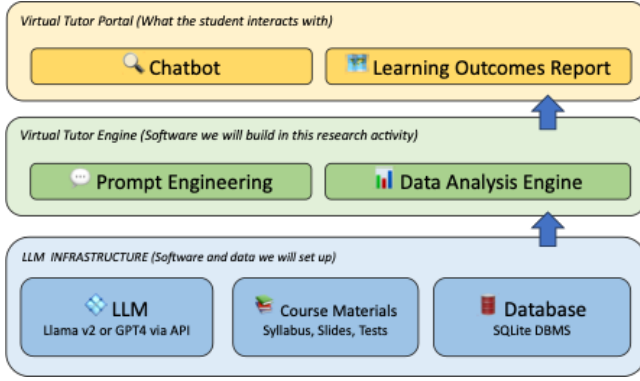 Virtual Tutor Portal (What the student interacts with)
Chatbot
Learning Outcomes Report
Virtual Tutor Engine (Software we will build in this research activity)
Prompt Engineering
Data Analysis Engine
LLM INFRASTRUCTURE (Software and data we will set up)
LLM
Llama v2 or GPT4 via API
Course Materials
Syllabus, Slides, Tests
Database
SQLite DBMS